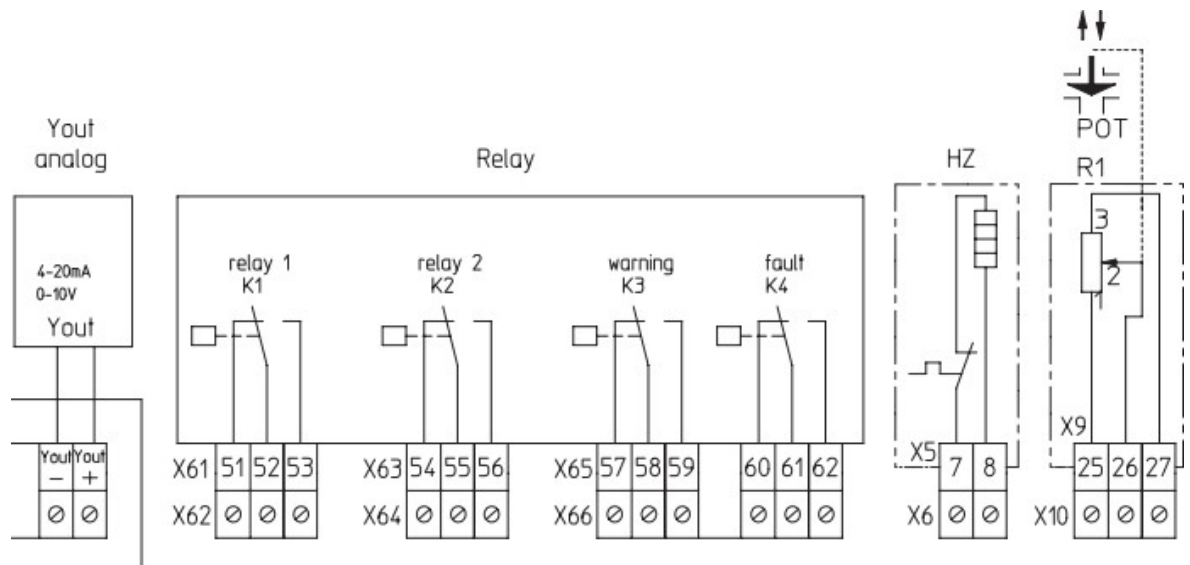 Yout
analog
4-20mA
0-10V
Yout
Yout
-
Yout
+
Relay
relay 1
K1
relay 2
K2
warning
K3
fault
K4
X61 51 52 53
X62
X63 54 55 56
X64
X65 57 58 59
X66
60 61 62
HZ
X5 7 8
X6
POT
R1
3
2
1
X9
25 26 27
X10